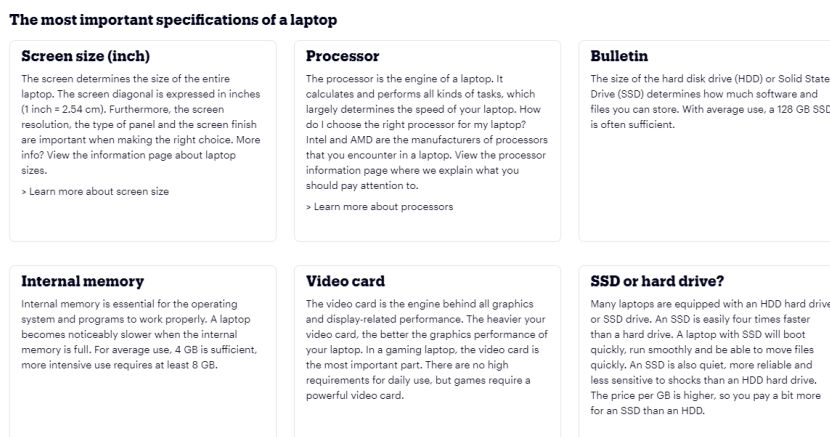 The most important specifications of a laptop
Screen size (inch)
The screen determines the size of the entire
laptop. The screen diagonal is expressed in inches
(1 inch = 2.54 cm). Furthermore, the screen
resolution, the type of panel and the screen finish
are important when making the right choice. More
info? View the information page about laptop
sizes.
> Learn more about screen size
Processor
The processor is the engine of a laptop. It
calculates and performs all kinds of tasks, which
largely determines the speed of your laptop. How
do I choose the right processor for my laptop?
Intel and AMD are the manufacturers of processors
that you encounter in a laptop. View the processor
information page where we explain what you
should pay attention to.
> Learn more about processors
Bulletin
The size of the hard disk drive (HDD) or Solid State
Drive (SSD) determines how much software and
files you can store. With average use, a 128 GB SSD
is often sufficient.
Internal memory
Internal memory is essential for the operating
system and programs to work properly. A laptop
becomes noticeably slower when the internal
memory is full. For average use, 4 GB is sufficient,
more intensive use requires at least 8 GB.
Video card
The video card is the engine behind all graphics
and display-related performance. The heavier your
video card, the better the graphics performance of
your laptop. In a gaming laptop, the video card is
the most important part. There are no high
requirements for daily use, but games require a
powerful video card.
SSD or hard drive?
Many laptops are equipped with an HDD hard drive
or SSD drive. An SSD is easily four times faster
than a hard drive. A laptop with SSD will boot
quickly, run smoothly and be able to move files
quickly. An SSD is also quiet, more reliable and
less sensitive to shocks than an HDD hard drive.
The price per GB is higher, so you pay a bit more
for an SSD than an HDD.